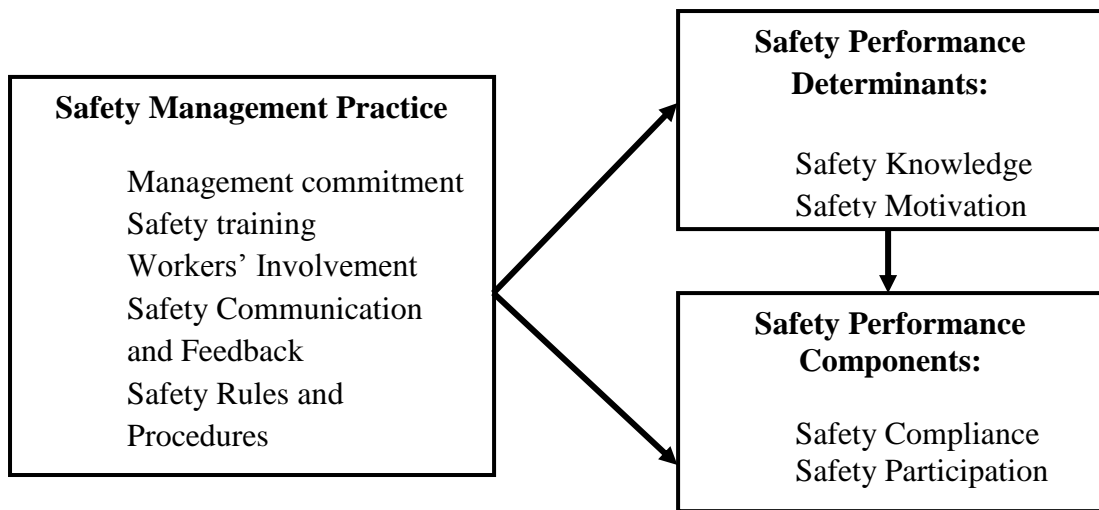 Safety Management Practice
Management commitment
Safety training
Workers’ Involvement
Safety Communication
and Feedback
Safety Rules and
Procedures
Safety Performance
Determinants:
Safety Knowledge
Safety Motivation
Safety Performance
Components:
Safety Compliance
Safety Participation